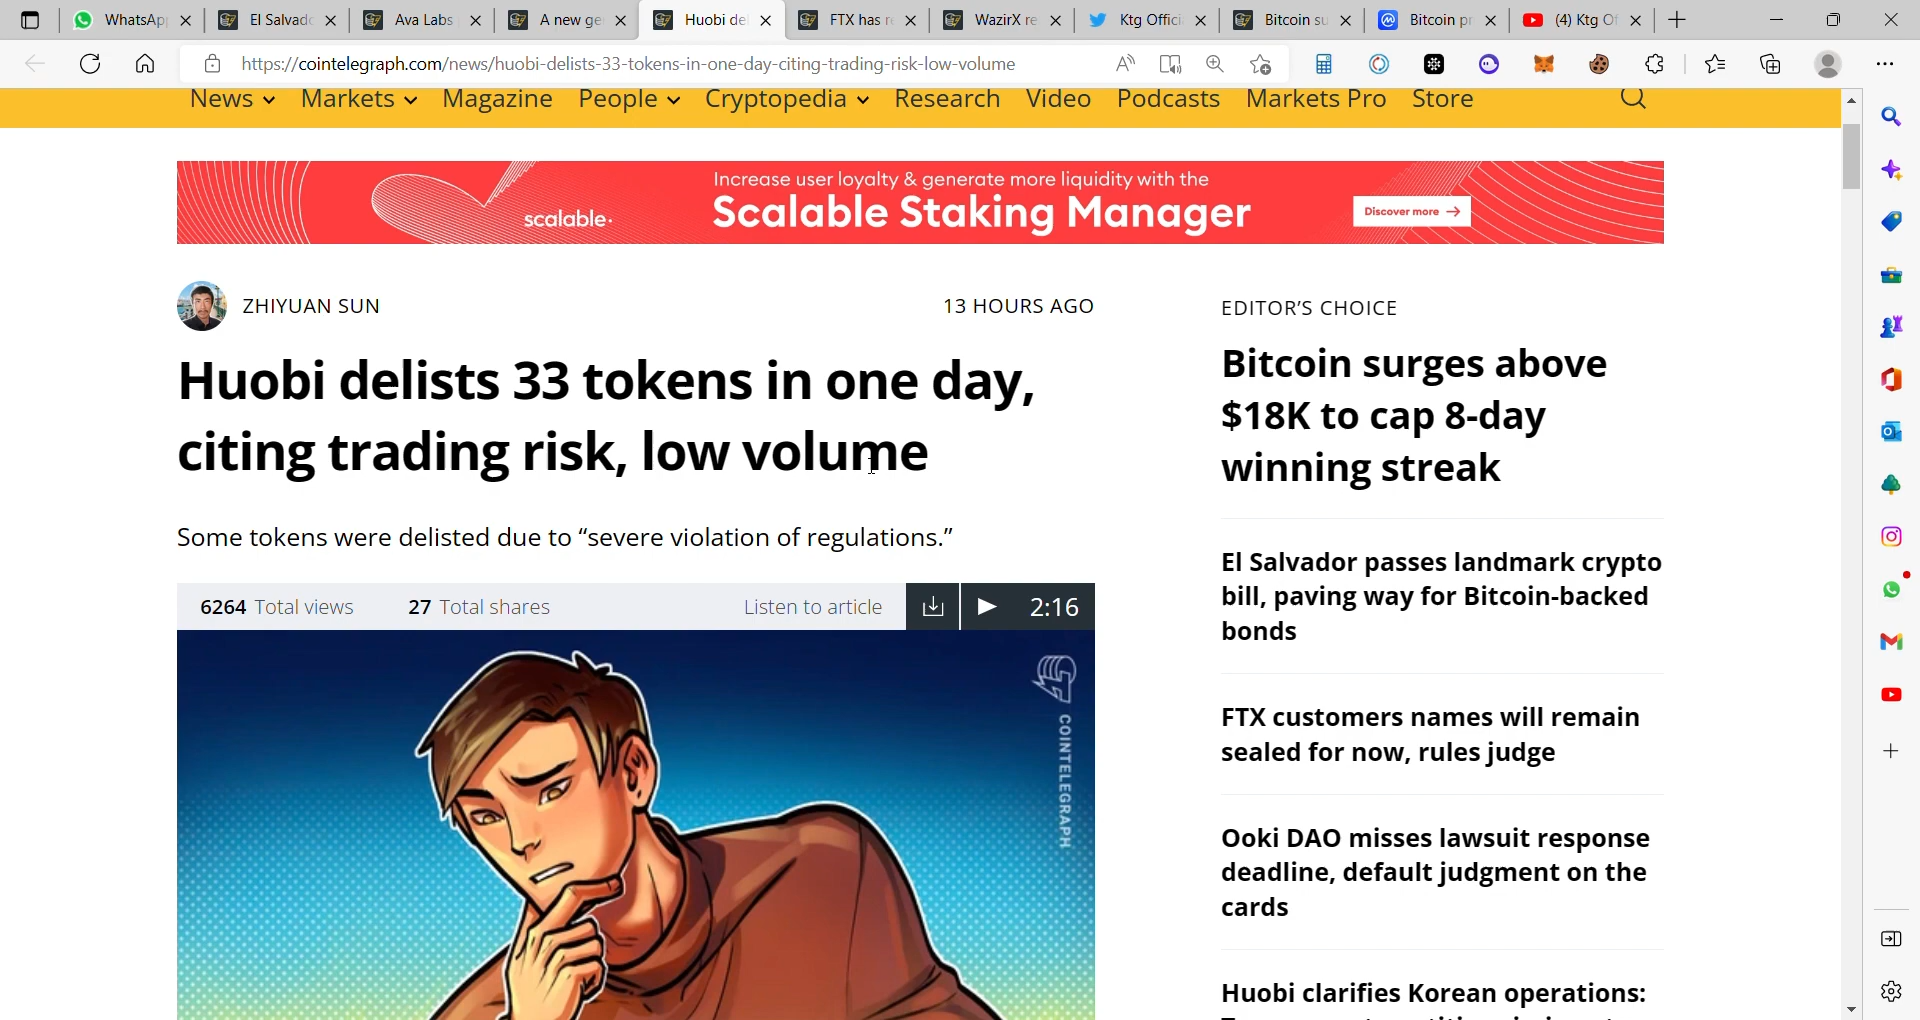 WhatsAp
El Salvad
Ava Labs
A new ge
Huobi de
FTX has r
WazirX re
Ktg Offici
Bitcoin su
Bitcoin p
(4) Ktg O
https://cointelegraph.com/news/huobi-delists-33-tokens-in-one-day-citing-trading-risk-low-volume
News Markets Magazine People Cryptopedia Research Video Podcasts Markets Pro Store
Increase user loyalty & generate more liquidity with the
scalable.
Scalable Staking Manager
Discover more →
ZHIYUAN SUN
13 HOURS AGO
Huobi delists 33 tokens in one day,
citing trading risk, low volume
Some tokens were delisted due to “severe violation of regulations.”
6264 Total views 27 Total shares Listen to article 2:16
COINTELEGRAPH
EDITOR’S CHOICE
Bitcoin surges above
$18K to cap 8-day
winning streak
El Salvador passes landmark crypto
bill, paving way for Bitcoin-backed
bonds
FTX customers names will remain
sealed for now, rules judge
Ooki DAO misses lawsuit response
deadline, default judgment on the
cards
Huobi clarifies Korean operations: